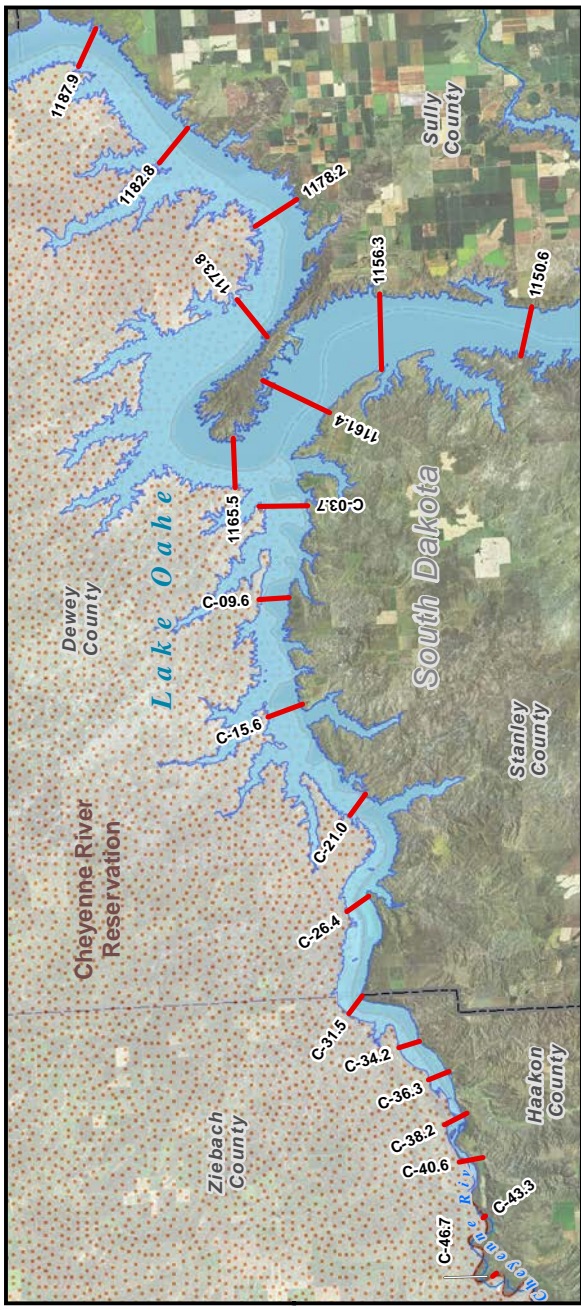 1187.9
1182.8
1178.2
Sully
County
1173.8
1156.3
1150.6
1161.4
1165.5
C-03.7
Lake Oahe
South Dakota
Dewey
County
C-09.6
C-15.6
Stanley
County
C-21.0
Cheyenne River
Reservation
C-26.4
C-31.5
C-34.2
C-36.3
Haakon
County
C-38.2
Ziebach
County
C-40.6
C-43.3
C-46.7
Cheyenne Riv